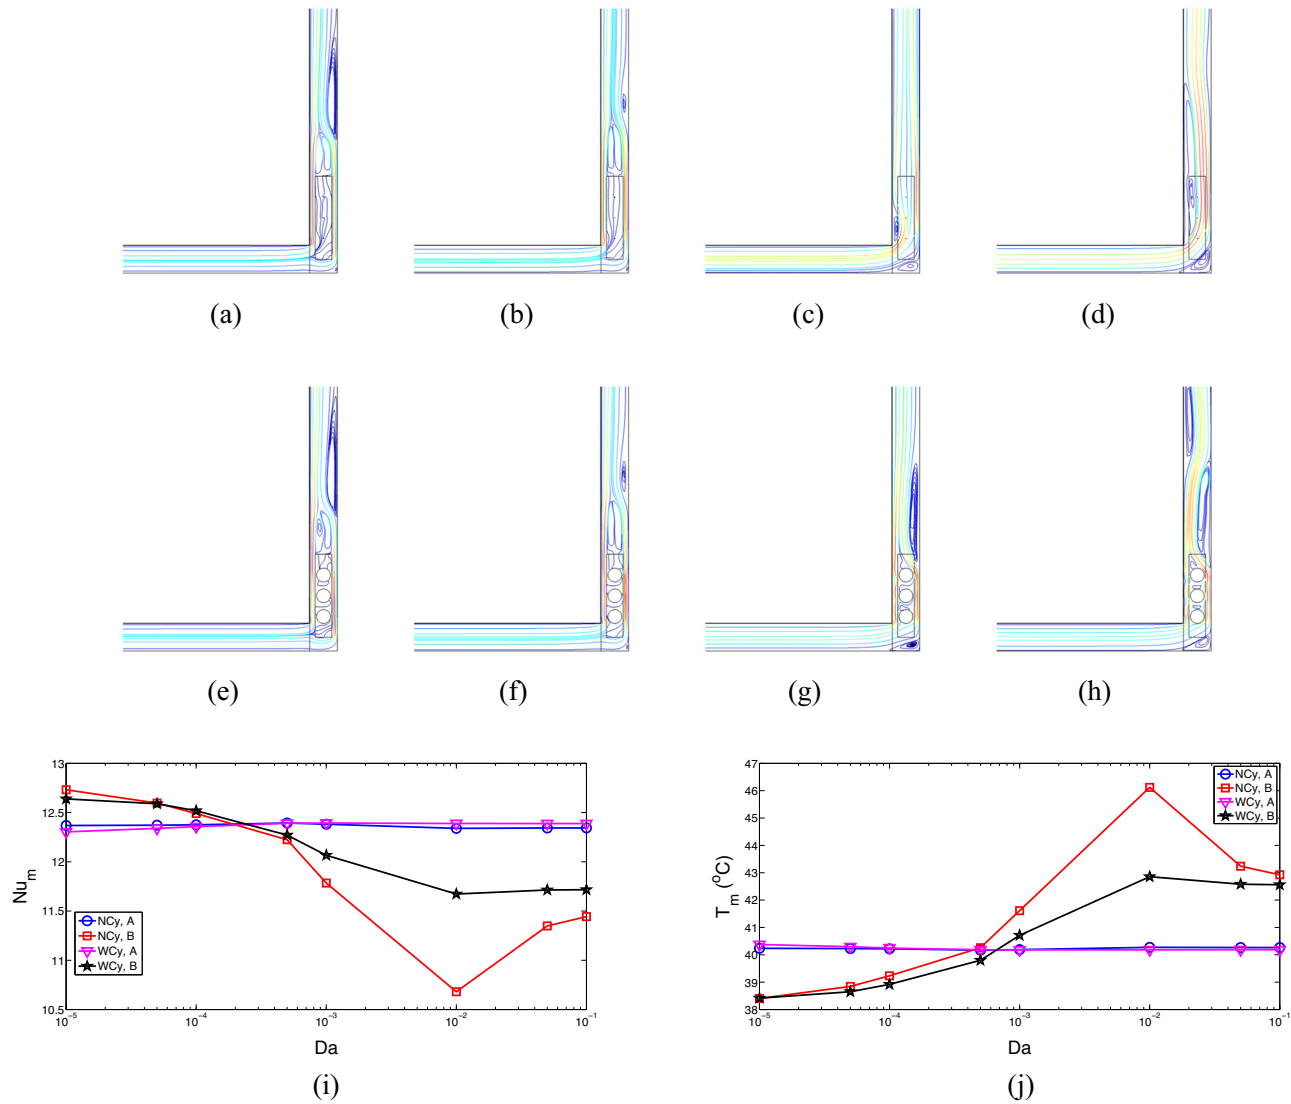 (a) (b) (c) (d)
(e) (f) (g) (h)
13
12.5
12
11.5
11
10.5
Nu_m
NCy, A
NCy, B
WCy, A
WCy, B
10⁻⁵ 10⁻⁴ 10⁻³ 10⁻² 10⁻¹
Da
(i)
47
46
45
44
43
42
41
40
39
38
T_m (°C)
NCy, A
NCy, B
WCy, A
WCy, B
10⁻⁵ 10⁻⁴ 10⁻³ 10⁻² 10⁻¹
Da
(j)